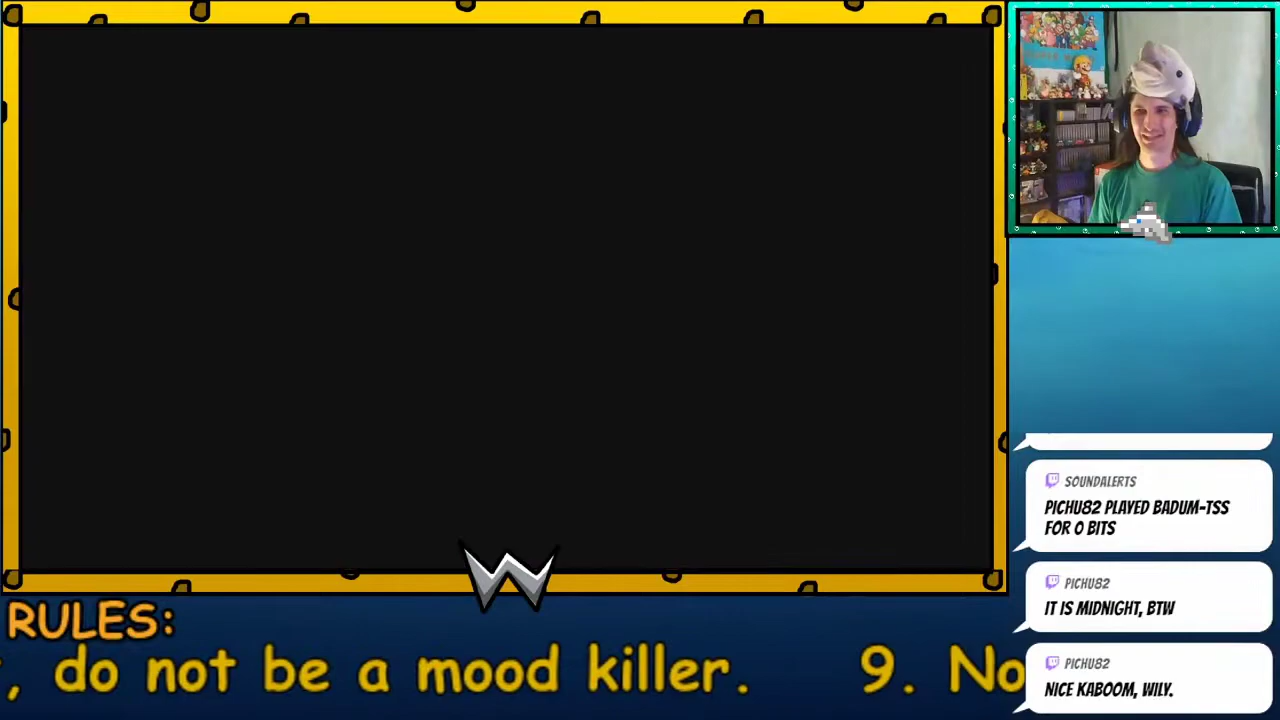 SOUNDALERTS
PICHU82 PLAYED BADUM-TSS
FOR 0 BITS
PICHU82
IT IS MIDNIGHT, BTW
PICHU82
NICE KABOOM, WILY.
RULES:
, do not be a mood killer. 9. No